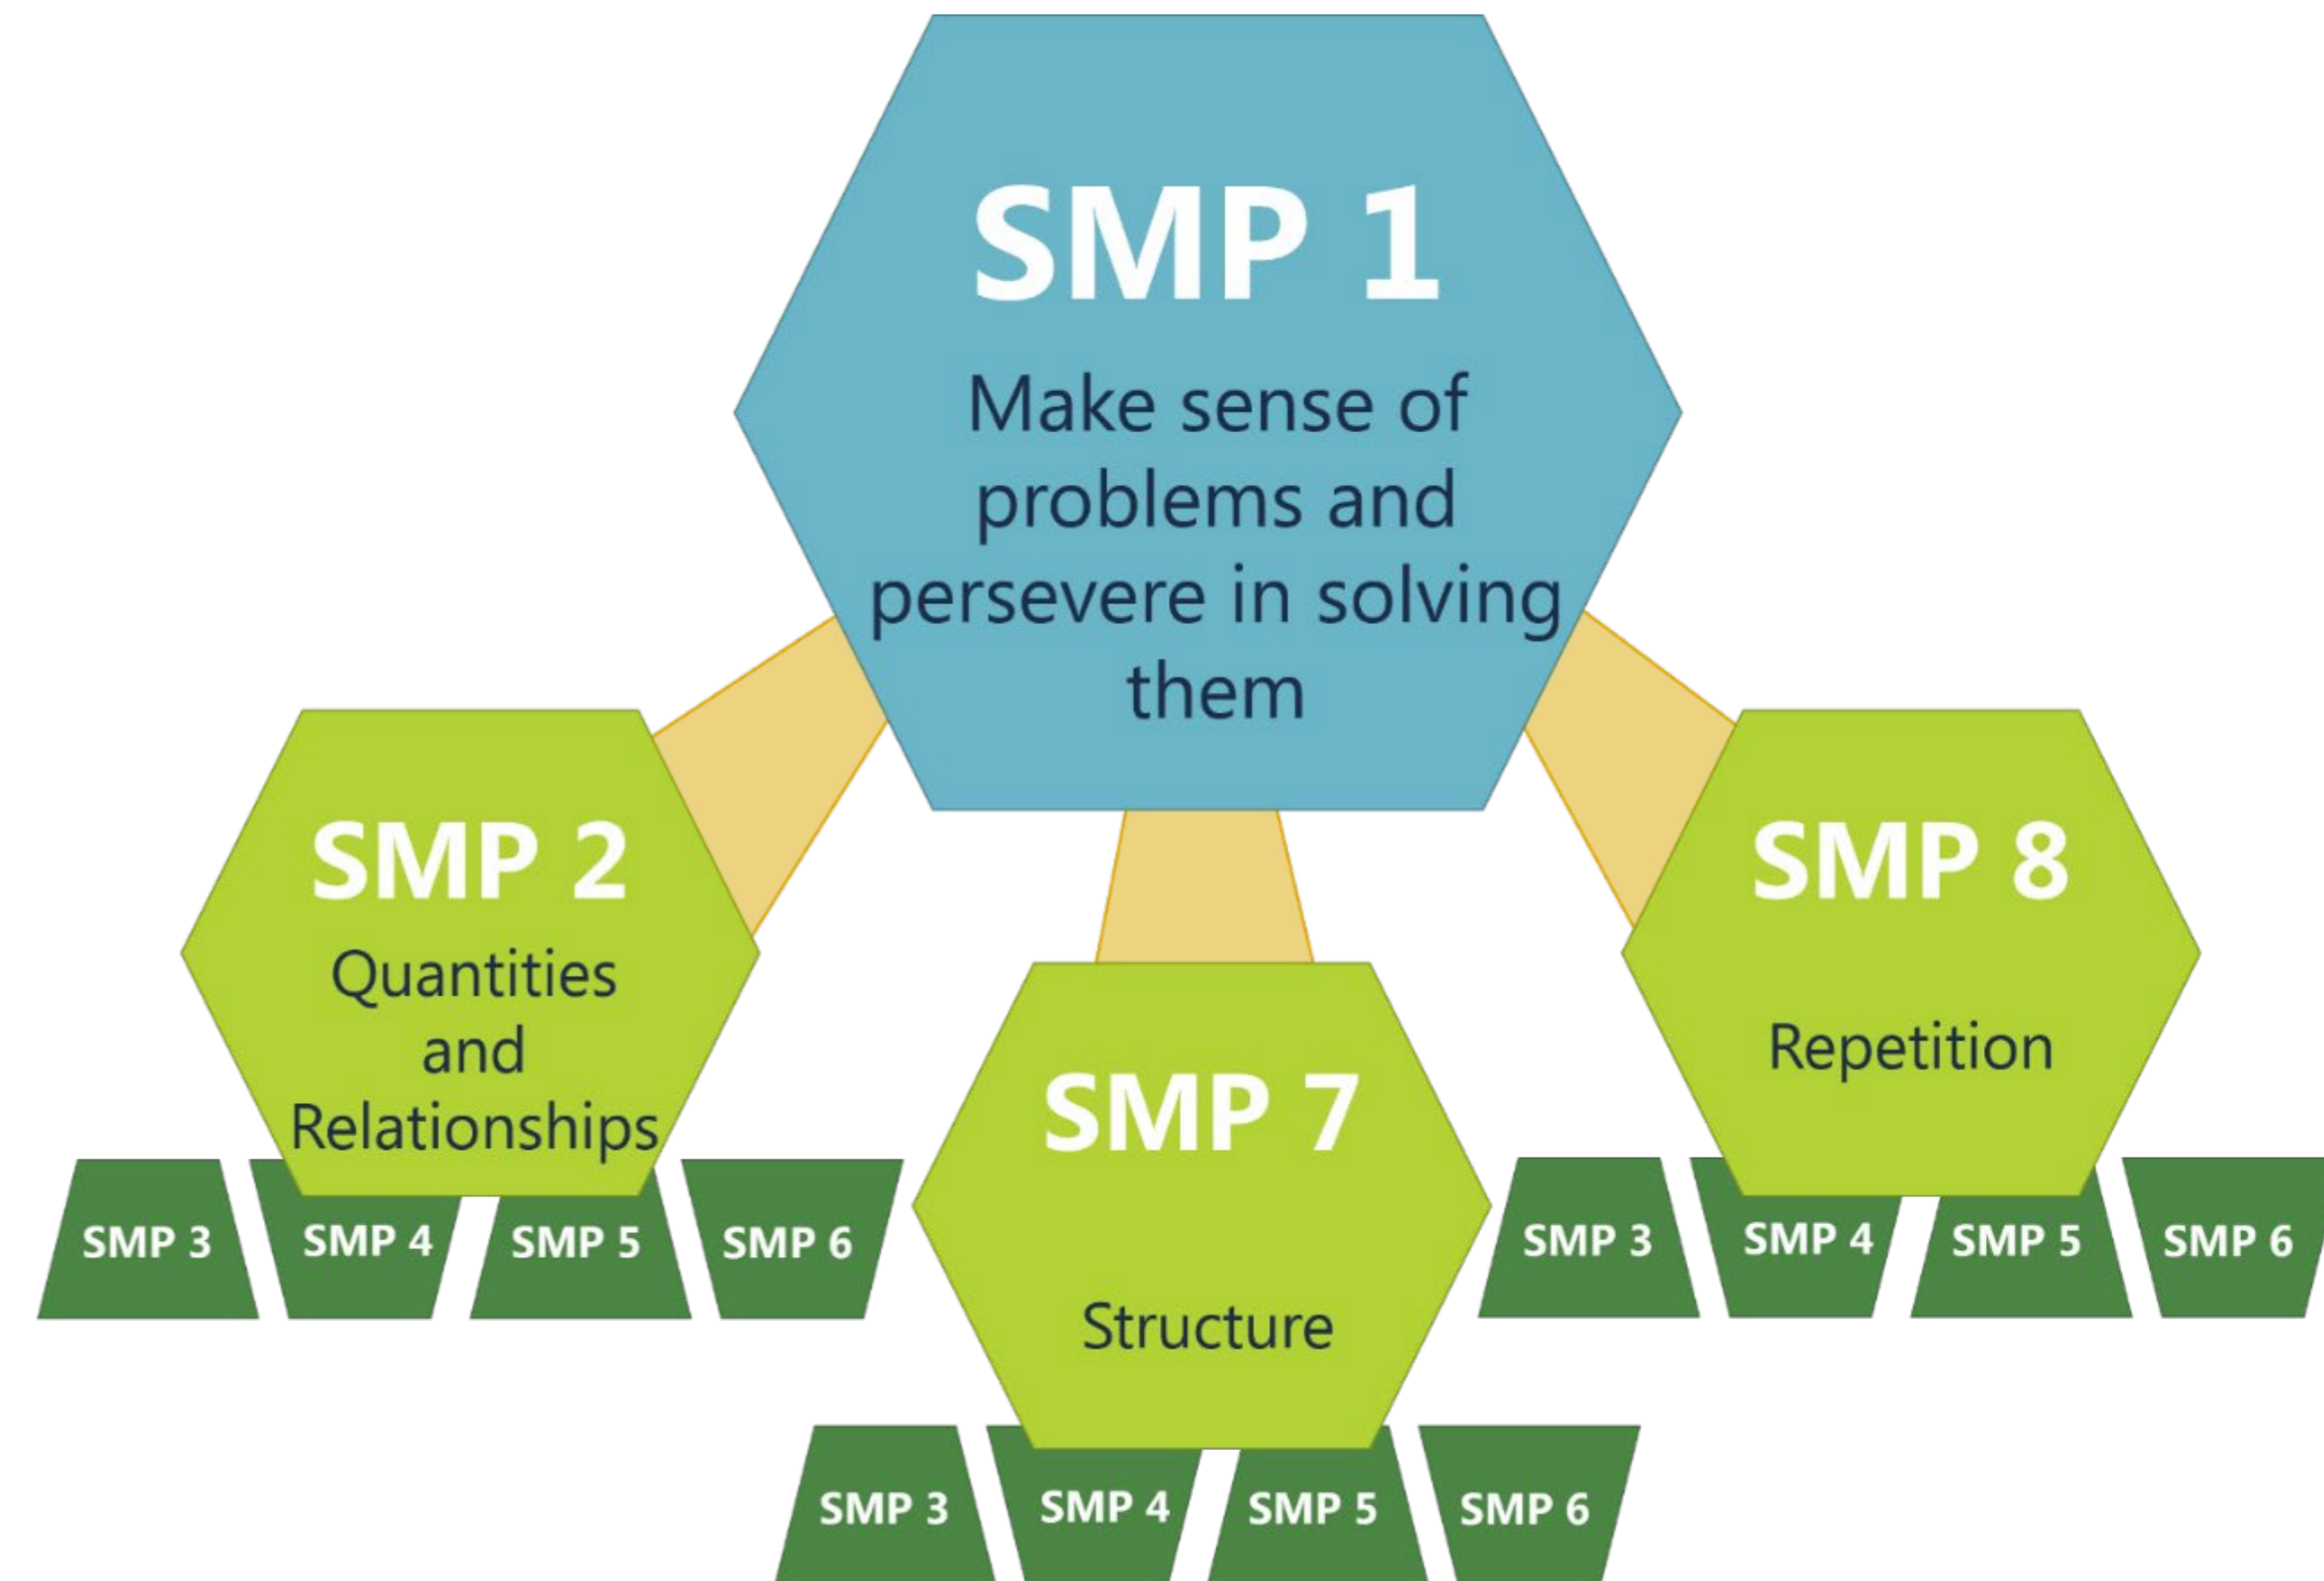 SMP 1
Make sense of
problems and
persevere in solving
them
SMP 2
Quantities
and
Relationships
SMP 3
SMP 4
SMP 5
SMP 6
SMP 7
Structure
SMP 3
SMP 4
SMP 5
SMP 6
SMP 8
Repetition
SMP 3
SMP 4
SMP 5
SMP 6